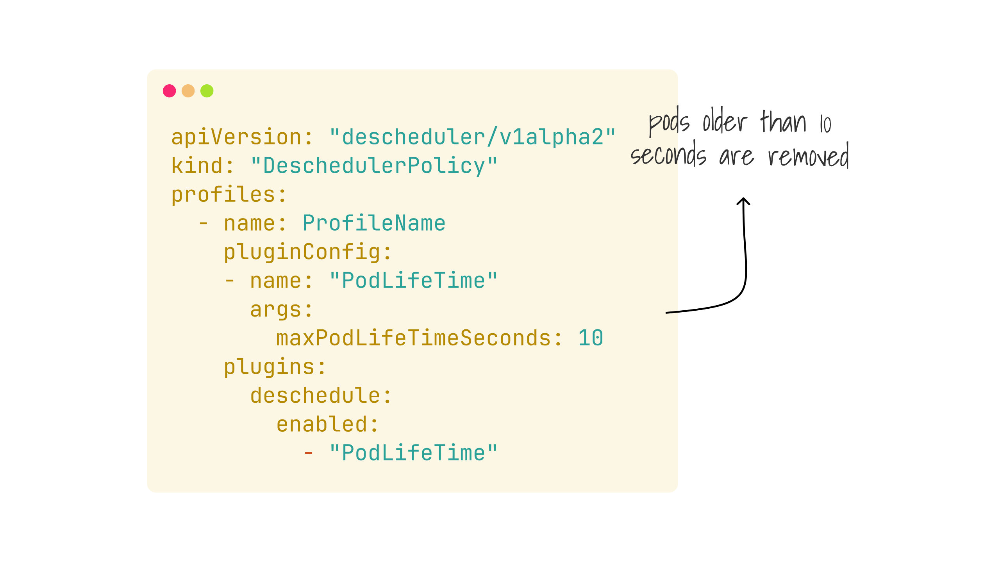 apiVersion: "descheduler/v1alpha2"
kind: "DeschedulerPolicy"
profiles:
  - name: ProfileName
    pluginConfig:
    - name: "PodLifeTime"
      args:
        maxPodLifeTimeSeconds: 10
    plugins:
      deschedule:
        enabled:
          - "PodLifeTime"
pods older than 10
seconds are removed